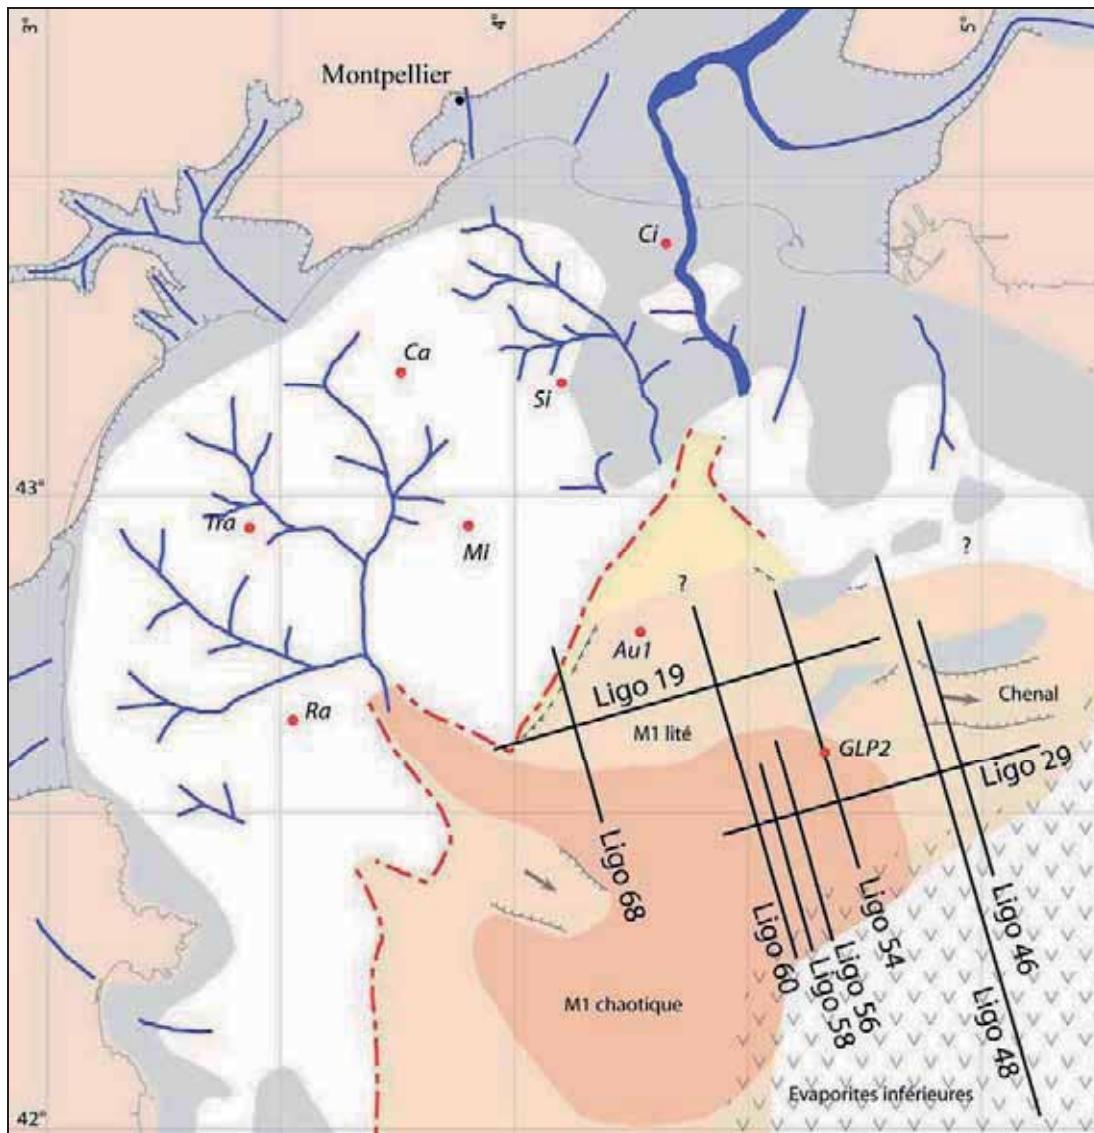 3°
4°
5°
Montpellier
Ci
Ca
Si
43°
Tra
Mi
?
?
Au1
Ligo 19
Chenal
Ra
M1 lité
GLP2
Ligo 29
Ligo 68
Ligo 54
Ligo 46
Ligo 60
Ligo 56
Ligo 58
M1 chaotique
Ligo 48
Evaporites inférieures
42°